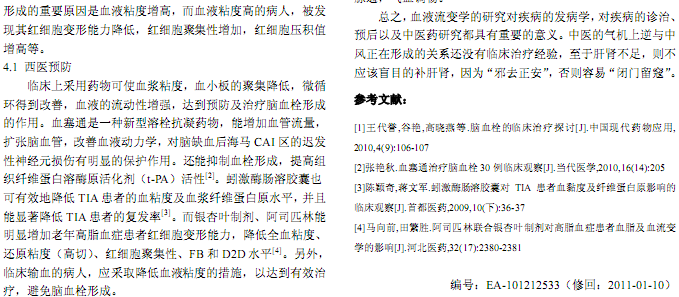 形成的重要原因是血液粘度增高，而血液粘度高的病人，被发
现其红细胞变形能力降低，红细胞聚集性增加，红细胞压积值
增高等。
4.1 西医预防
临床上采用药物可使血浆粘度，血小板的聚集降低，微循
环得到改善，血液的流动性增强，达到预防及治疗脑血栓形成
的作用。血塞通是一种新型溶栓抗凝药物，能增加血管流量，
扩张脑血管，改善血液动力学，对脑缺血后海马 CAI 区的迟发
性神经元损伤有明显的保护作用。还能抑制血栓形成，提高组
织纤维蛋白溶酶原活化剂（t-PA）活性[2]。蚓激酶肠溶胶囊也
可有效地降低 TIA 患者的血粘度及血浆纤维蛋白原水平，并且
能显著降低 TIA 患者的复发率[3]。而银杏叶制剂、阿司匹林能
明显增加老年高脂血症患者红细胞变形能力，降低全血粘度、
还原粘度（高切）、红细胞聚集性、FB 和 D2D 水平[4]。另外，
临床输血的病人，应采取降低血液粘度的措施，以达到有效治
疗，避免脑血栓形成。
总之，血液流变学的研究对疾病的发病学，对疾病的诊治、
预后以及中医药研究都具有重要的意义。中医的气机上逆与中
风正在形成的关系还没有临床治疗经验，至于肝肾不足，则不
应该盲目的补肝肾，因为“邪去正安”，否则容易“闭门留寇”。
参考文献：
[1]王代誉,谷艳,高晓燕等.脑血栓的临床治疗探讨[J].中国现代药物应用,
2010,4(9):106-107
[2]张艳秋.血塞通治疗脑血栓 30 例临床观察[J].当代医学,2010,16(14):205
[3]陈颖奇,蒋文军.蚓激酶肠溶胶囊对 TIA 患者血黏度及纤维蛋白原影响的
临床观察[J].首都医药,2009,10(下):36-37
[4]马向前,田繁胜.阿司匹林联合银杏叶制剂对高脂血症患者血脂及血流变
学的影响[J].河北医药,32(17):2380-2381
编号：EA-101212533（修回：2011-01-10）